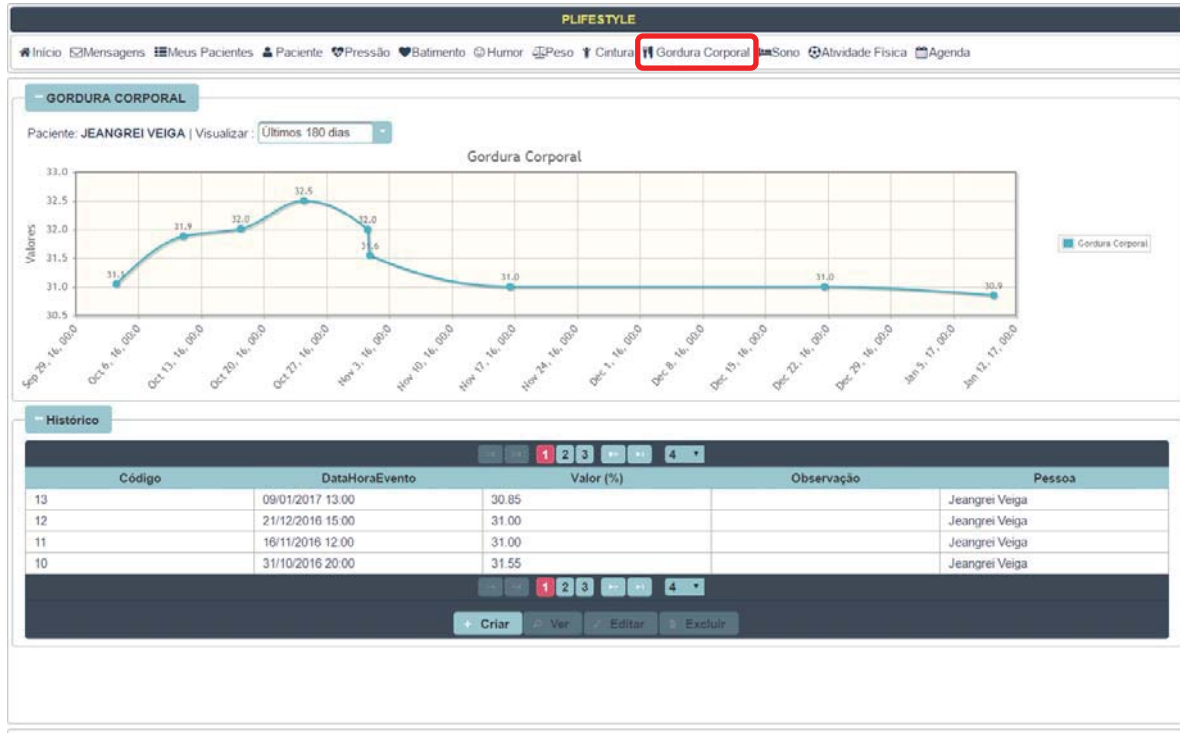 PLIFESTYLE
Início Mensagens Meus Pacientes Paciente Pressão Batimento Humor Peso Cintura Gordura Corporal Sono Atividade Física Agenda
GORDURA CORPORAL
Paciente: JEANGREI VEIGA | Visualizar : Últimos 180 dias
Gordura Corporal
33.0
32.5
32.0
31.5
31.0
30.5
Valores
31.1 31.9 32.0 32.5 32.0 31.6 31.0 31.0 30.9
Gordura Corporal
Sep 29, 16, 00:0 Oct 6, 16, 00:0 Oct 13, 16, 00:0 Oct 20, 16, 00:0 Oct 27, 16, 00:0 Nov 3, 16, 00:0 Nov 10, 16, 00:0 Nov 17, 16, 00:0 Nov 24, 16, 00:0 Dec 1, 16, 00:0 Dec 8, 16, 00:0 Dec 15, 16, 00:0 Dec 22, 16, 00:0 Dec 29, 16, 00:0 Jan 5, 17, 00:0 Jan 12, 17, 00:0
Histórico
1 2 3 4
Código DataHoraEvento Valor (%) Observação Pessoa
13 09/01/2017 13:00 30.85 Jeangrei Veiga
12 21/12/2016 15:00 31.00 Jeangrei Veiga
11 16/11/2016 12:00 31.00 Jeangrei Veiga
10 31/10/2016 20:00 31.55 Jeangrei Veiga
1 2 3 4
Criar Ver Editar Excluir